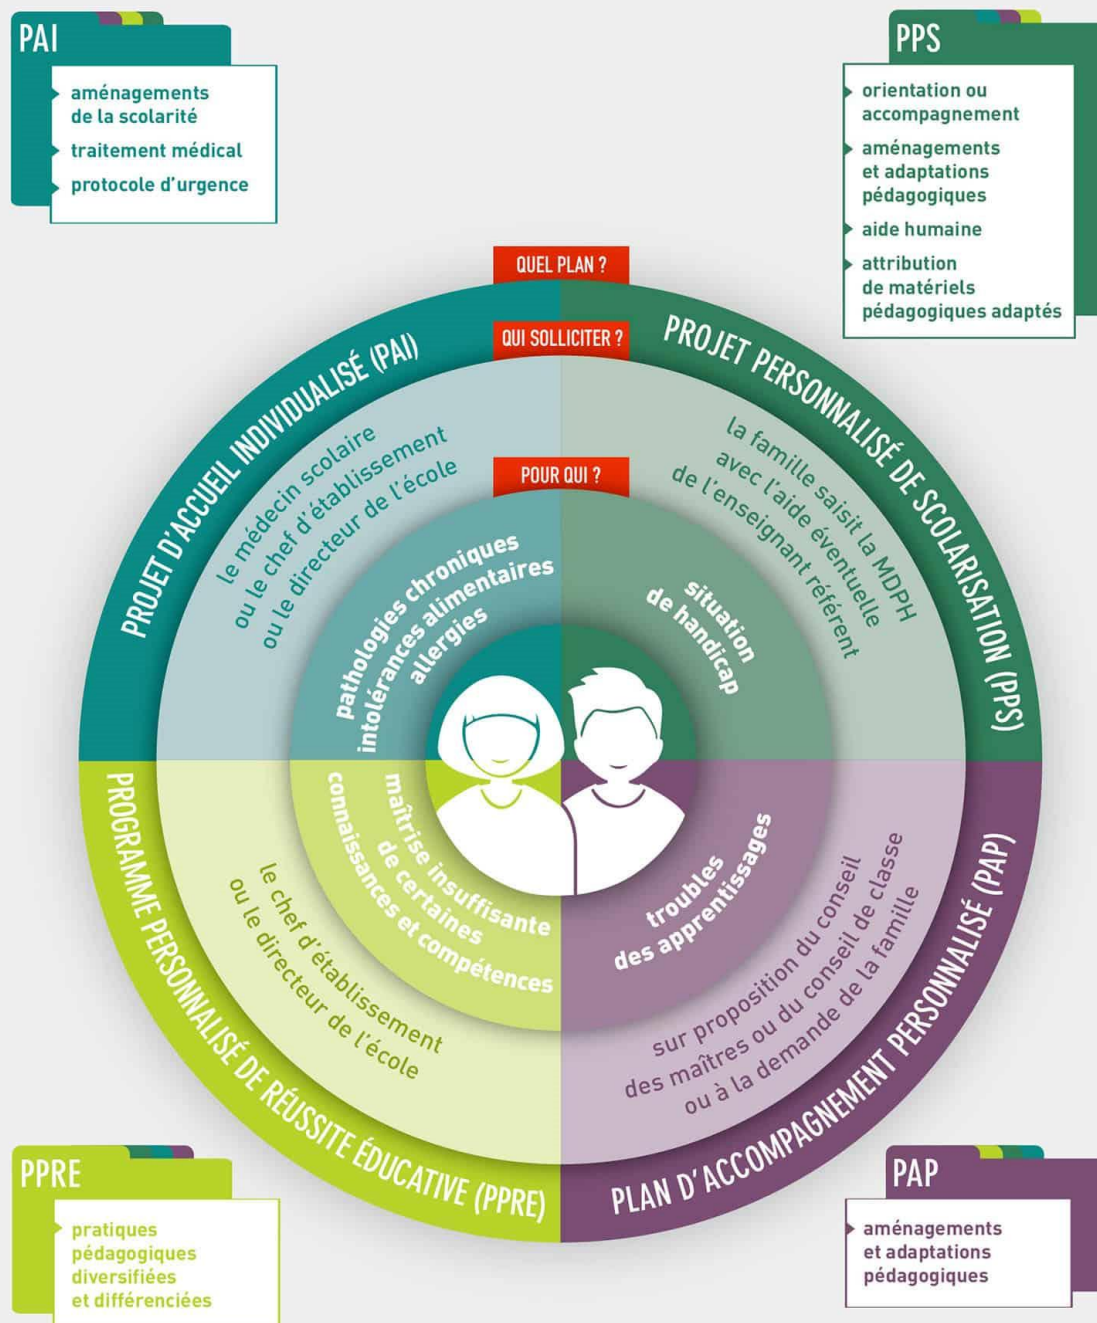 PAI
aménagements
de la scolarité
traitement médical
protocole d'urgence
PPS
orientation ou
accompagnement
aménagements
et adaptations
pédagogiques
aide humaine
attribution
de matériels
pédagogiques adaptés
QUEL PLAN ?
QUI SOLLICITER ?
POUR QUI ?
PROJET D'ACCUEIL INDIVIDUALISÉ (PAI)
le médecin scolaire
ou le chef d'établissement
ou le directeur de l'école
pathologies chroniques
intolérances alimentaires
allergies
PROJET PERSONNALISÉ DE SCOLARISATION (PPS)
la famille saisit la MDPH
avec l'aide éventuelle
de l'enseignant référent
situation
de handicap
PROGRAMME PERSONNALISÉ DE RÉUSSITE ÉDUCATIVE (PPRE)
le chef d'établissement
ou le directeur de l'école
maîtrise insuffisante
de certaines
connaissances et compétences
PLAN D'ACCOMPAGNEMENT PERSONNALISÉ (PAP)
sur proposition du conseil
des maîtres ou du conseil de classe
ou à la demande de la famille
troubles
des apprentissages
PPRE
pratiques
pédagogiques
diversifiées
et différenciées
PAP
aménagements
et adaptations
pédagogiques